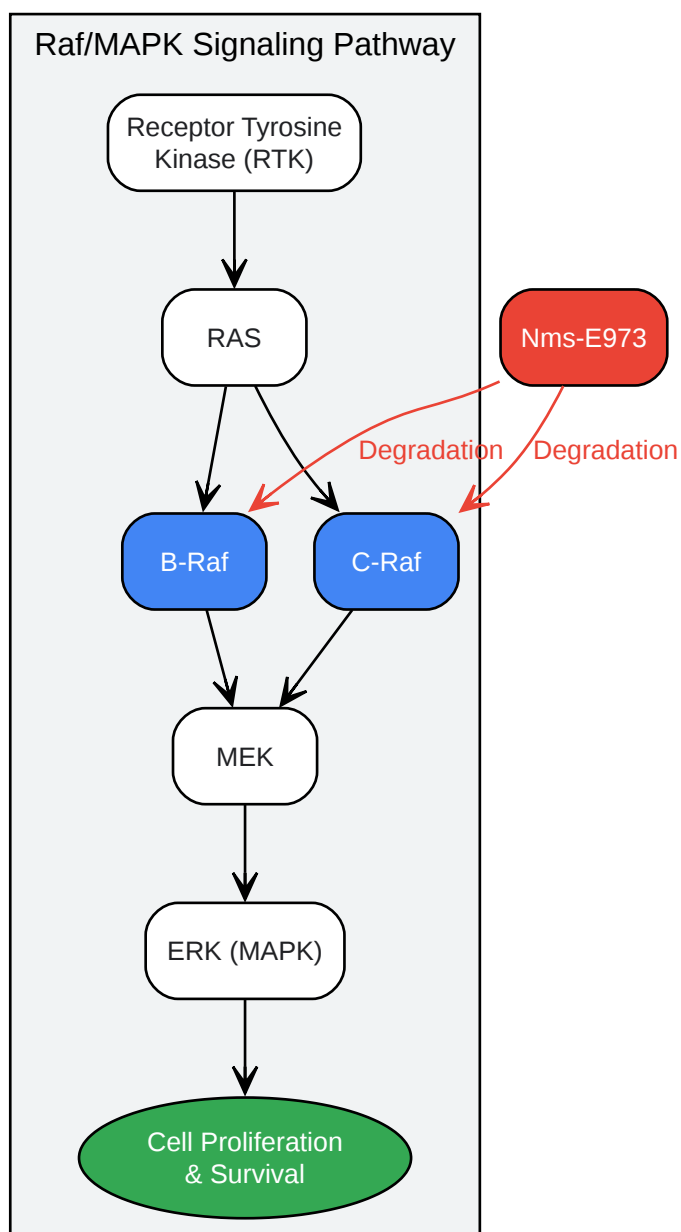 Raf/MAPK Signaling Pathway
Receptor Tyrosine
Kinase (RTK)
RAS
Nms-E973
Degradation
Degradation
B-Raf
C-Raf
MEK
ERK (MAPK)
Cell Proliferation
& Survival